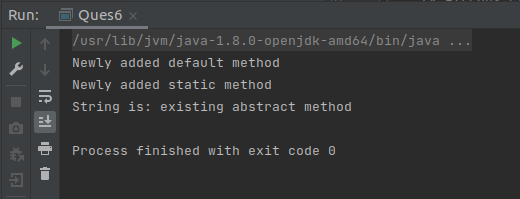 Run: Ques6
/usr/lib/jvm/java-1.8.0-openjdk-amd64/bin/java ...
Newly added default method
Newly added static method
String is: existing abstract method
Process finished with exit code 0